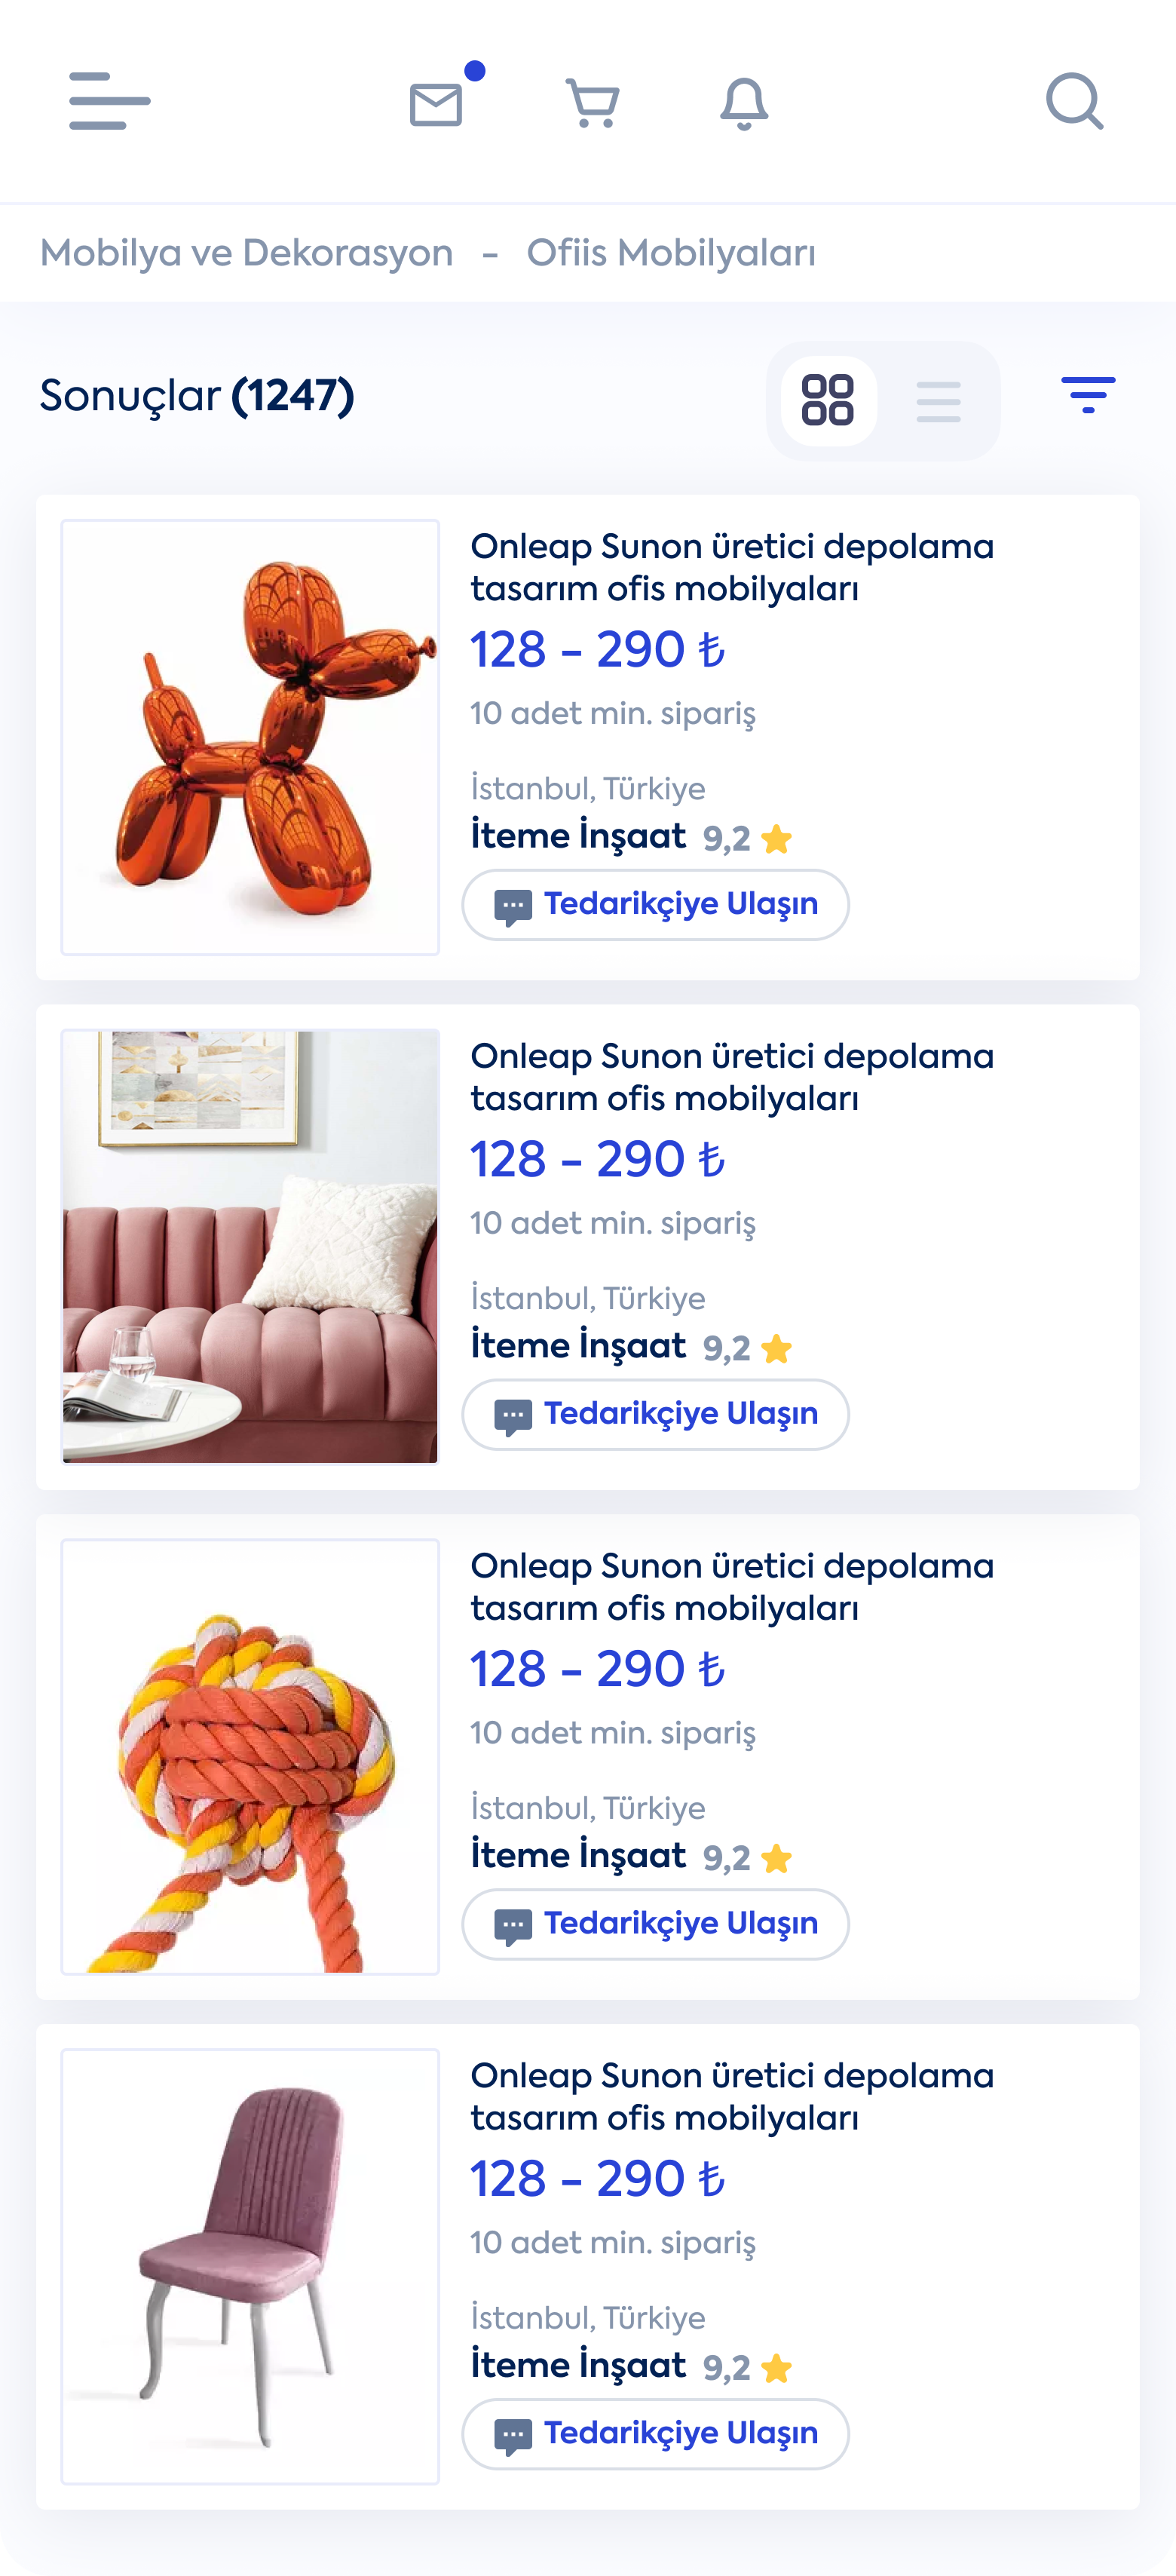 Mobilya ve Dekorasyon - Ofiis Mobilyaları
Sonuçlar (1247)
Onleap Sunon üretici depolama
tasarım ofis mobilyaları
128 - 290 ₺
10 adet min. sipariş
İstanbul, Türkiye
İteme İnşaat 9,2
Tedarikçiye Ulaşın
Onleap Sunon üretici depolama
tasarım ofis mobilyaları
128 - 290 ₺
10 adet min. sipariş
İstanbul, Türkiye
İteme İnşaat 9,2
Tedarikçiye Ulaşın
Onleap Sunon üretici depolama
tasarım ofis mobilyaları
128 - 290 ₺
10 adet min. sipariş
İstanbul, Türkiye
İteme İnşaat 9,2
Tedarikçiye Ulaşın
Onleap Sunon üretici depolama
tasarım ofis mobilyaları
128 - 290 ₺
10 adet min. sipariş
İstanbul, Türkiye
İteme İnşaat 9,2
Tedarikçiye Ulaşın